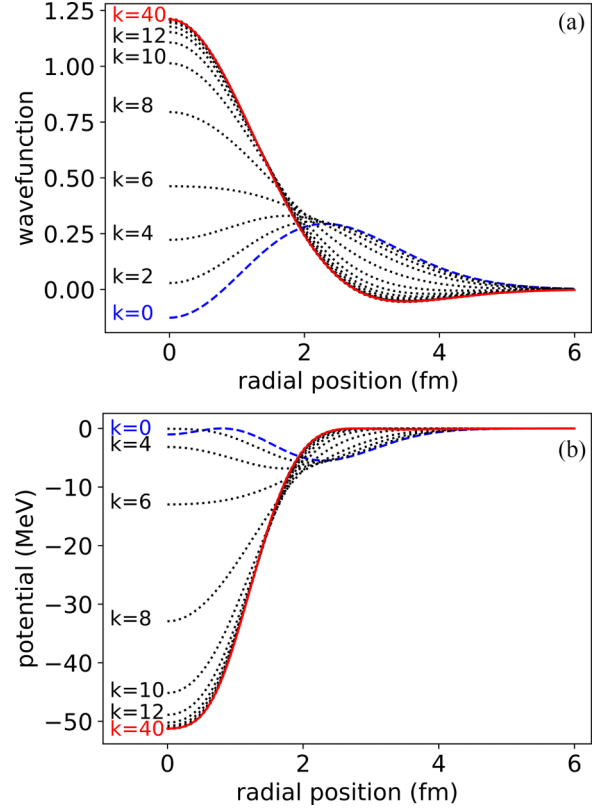 (a)
wavefunction
1.25
1.00
0.75
0.50
0.25
0.00
k=40
k=12
k=10
k=8
k=6
k=4
k=2
k=0
0 2 4 6
radial position (fm)
(b)
potential (MeV)
0
−10
−20
−30
−40
−50
k=0
k=4
k=6
k=8
k=10
k=12
k=40
0 2 4 6
radial position (fm)